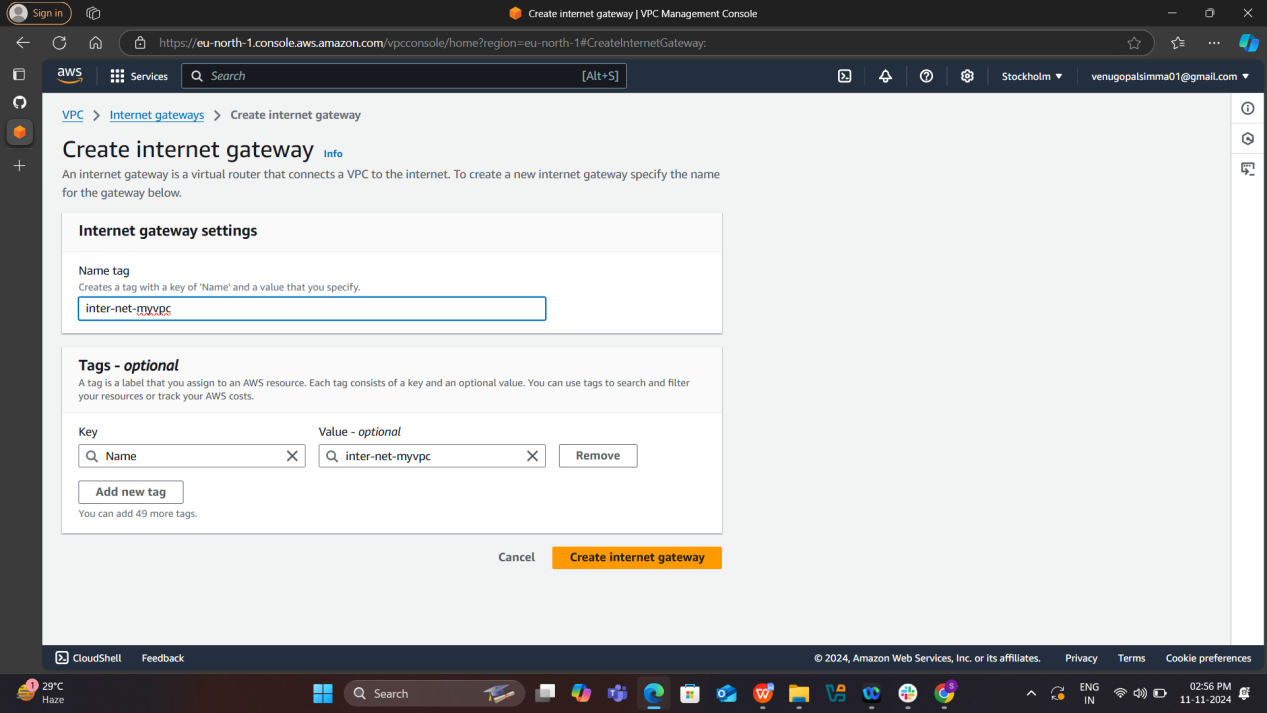 Sign in
Create internet gateway | VPC Management Console
https://eu-north-1.console.aws.amazon.com/vpcconsole/home?region=eu-north-1#CreateInternetGateway:
aws
Services
Search
[Alt+S]
Stockholm
venugopalsimma01@gmail.com
VPC
Internet gateways
Create internet gateway
Create internet gateway
Info
An internet gateway is a virtual router that connects a VPC to the internet. To create a new internet gateway specify the name
for the gateway below.
Internet gateway settings
Name tag
Creates a tag with a key of 'Name' and a value that you specify.
inter-net-myvpc
Tags - optional
A tag is a label that you assign to an AWS resource. Each tag consists of a key and an optional value. You can use tags to search and filter
your resources or track your AWS costs.
Key
Value - optional
Name
inter-net-myvpc
Remove
Add new tag
You can add 49 more tags.
Cancel
Create internet gateway
CloudShell
Feedback
© 2024, Amazon Web Services, Inc. or its affiliates.
Privacy
Terms
Cookie preferences
1
29°C
Haze
Search
S
ENG
IN
02:56 PM
11-11-2024